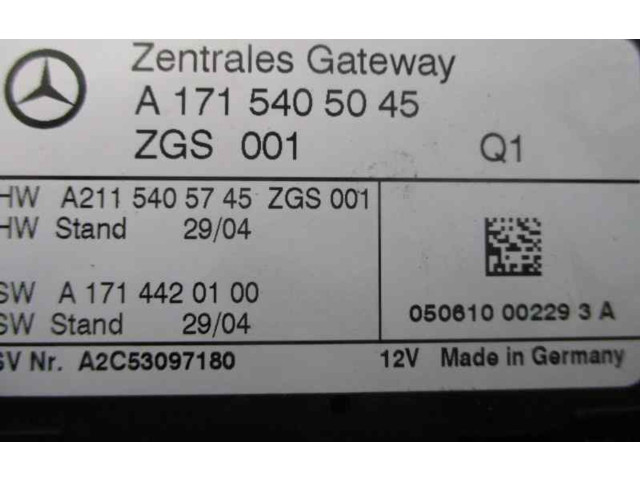 Zentrales Gateway
A 171 540 50 45
ZGS 001 Q1
HW A211 540 57 45 ZGS 001
HW Stand 29/04
SW A 171 442 01 00
SW Stand 29/04
050610 00229 3 A
SV Nr. A2C53097180 12V Made in Germany